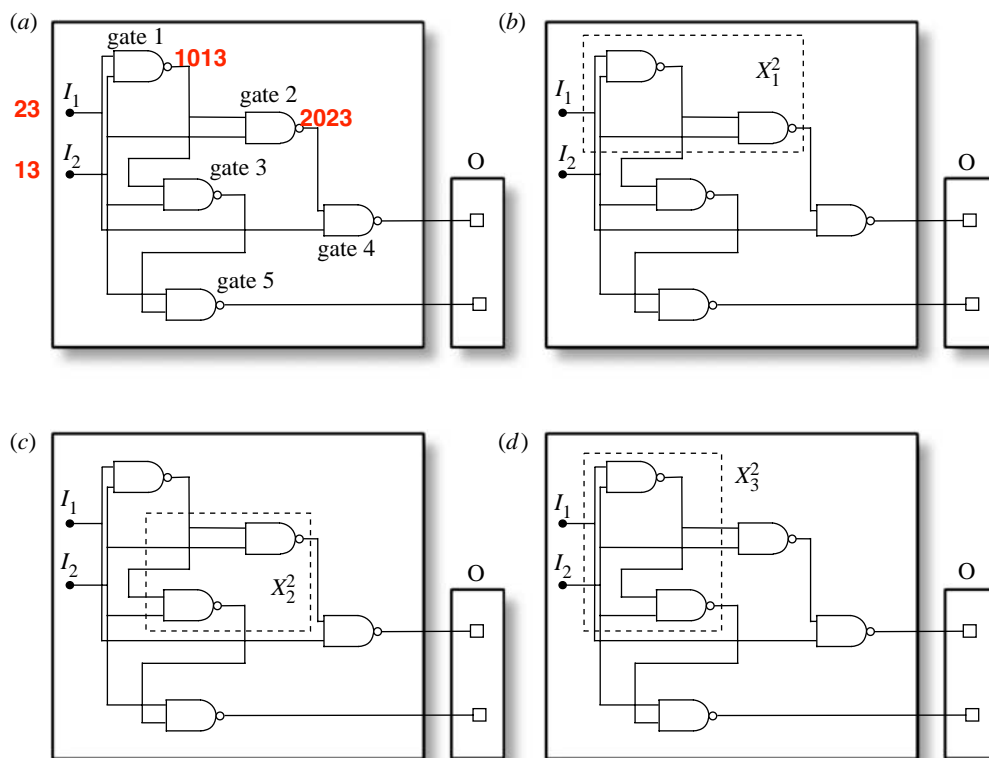 (a)
gate 1
1013
gate 2
2023
23
I₁
13
I₂
gate 3
O
gate 4
gate 5
(b)
X₁²
I₁
I₂
O
(c)
I₁
I₂
X₂²
O
(d)
X₃²
I₁
I₂
O